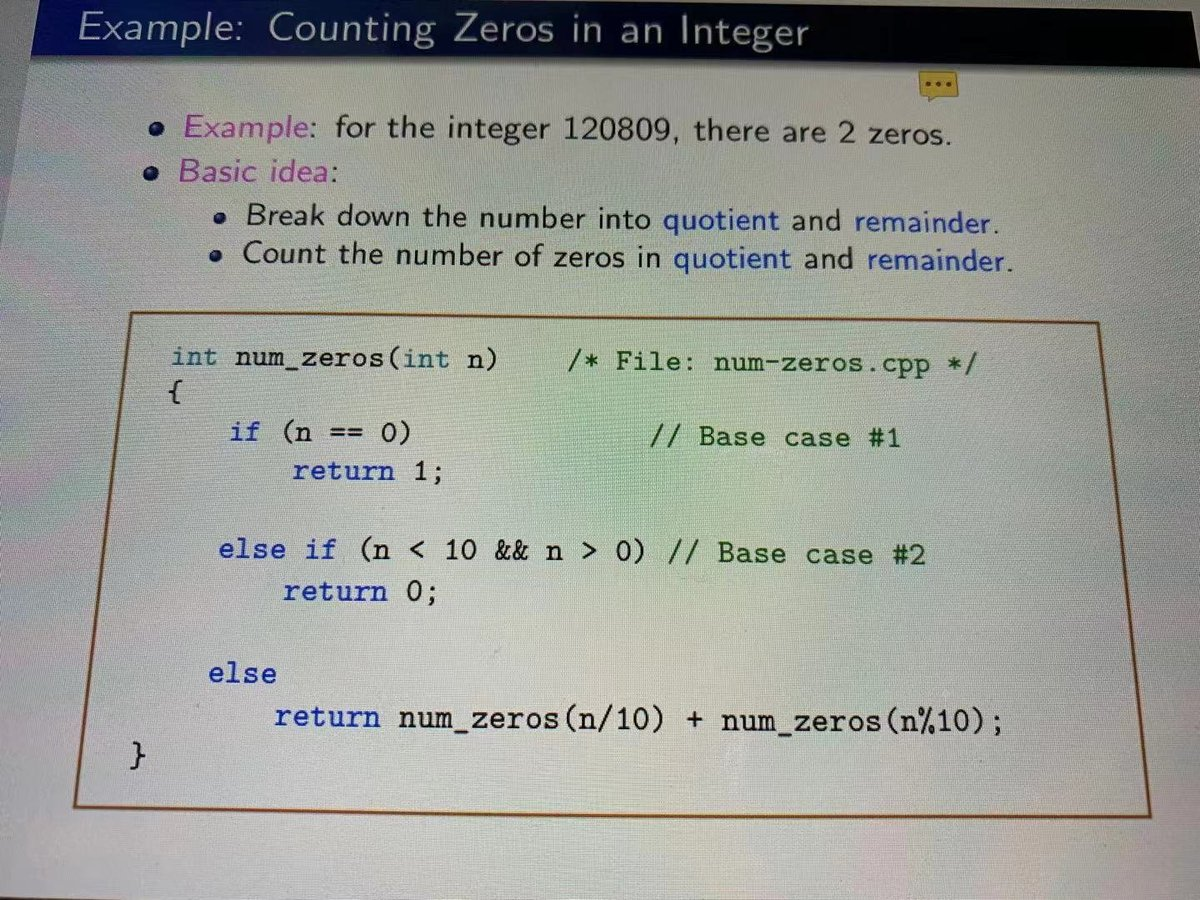 Example: Counting Zeros in an Integer
Example: for the integer 120809, there are 2 zeros.
Basic idea:
Break down the number into quotient and remainder.
Count the number of zeros in quotient and remainder.
int num_zeros(int n) /* File: num-zeros.cpp */
{
if (n == 0) // Base case #1
return 1;
else if (n < 10 && n > 0) // Base case #2
return 0;
else
return num_zeros(n/10) + num_zeros(n%10);
}